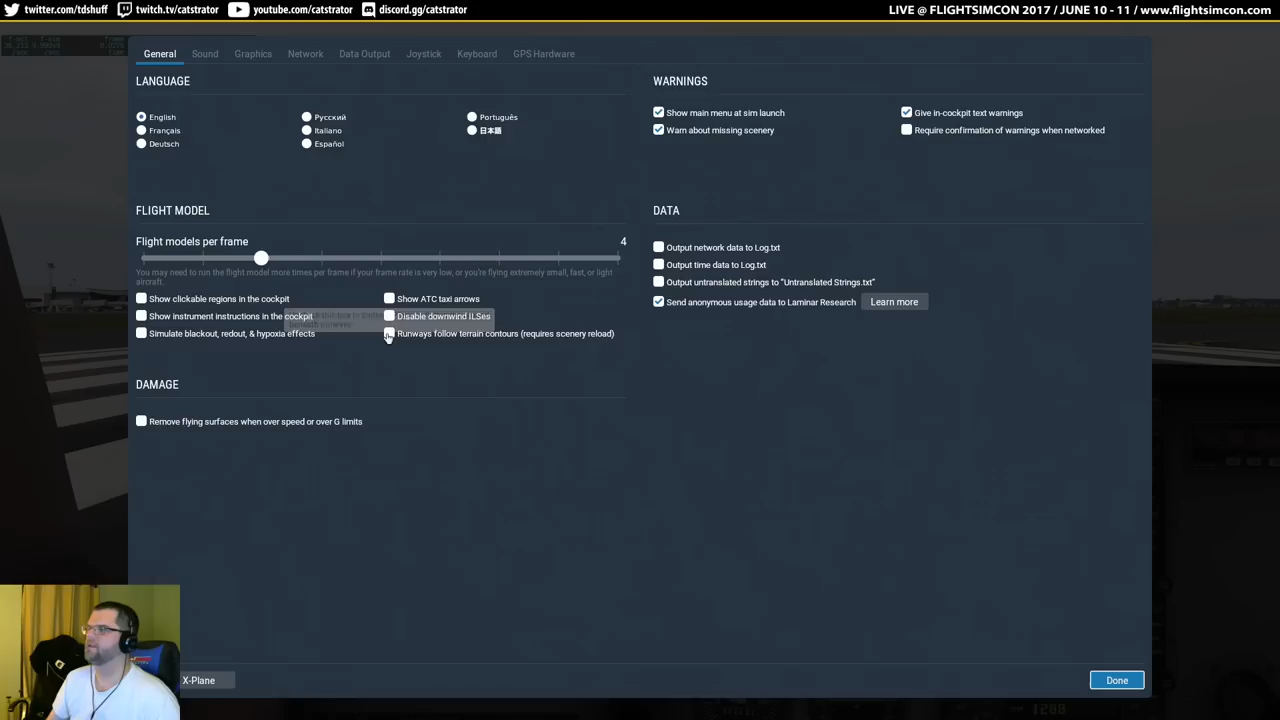 twitter.com/tdshuff twitch.tv/catstrator youtube.com/catstrator discord.gg/catstrator LIVE @ FLIGHTSIMCON 2017 / JUNE 10 - 11 / www.flightsimcon.com
General Sound Graphics Network Data Output Joystick Keyboard GPS Hardware
LANGUAGE
English Русский Português
Français Italiano 日本語
Deutsch Español
WARNINGS
Show main menu at sim launch Give in-cockpit text warnings
Warn about missing scenery Require confirmation of warnings when networked
FLIGHT MODEL
Flight models per frame 4
You may need to run the flight model more times per frame if your frame rate is very low, or you're flying extremely small, fast, or light
aircraft.
Show clickable regions in the cockpit Show ATC taxi arrows
Show instrument instructions in the cockpit Disable downwind ILSes
Simulate blackout, redout, & hypoxia effects Runways follow terrain contours (requires scenery reload)
DATA
Output network data to Log.txt
Output time data to Log.txt
Output untranslated strings to "Untranslated Strings.txt"
Send anonymous usage data to Laminar Research Learn more
DAMAGE
Remove flying surfaces when over speed or over G limits
X-Plane Done